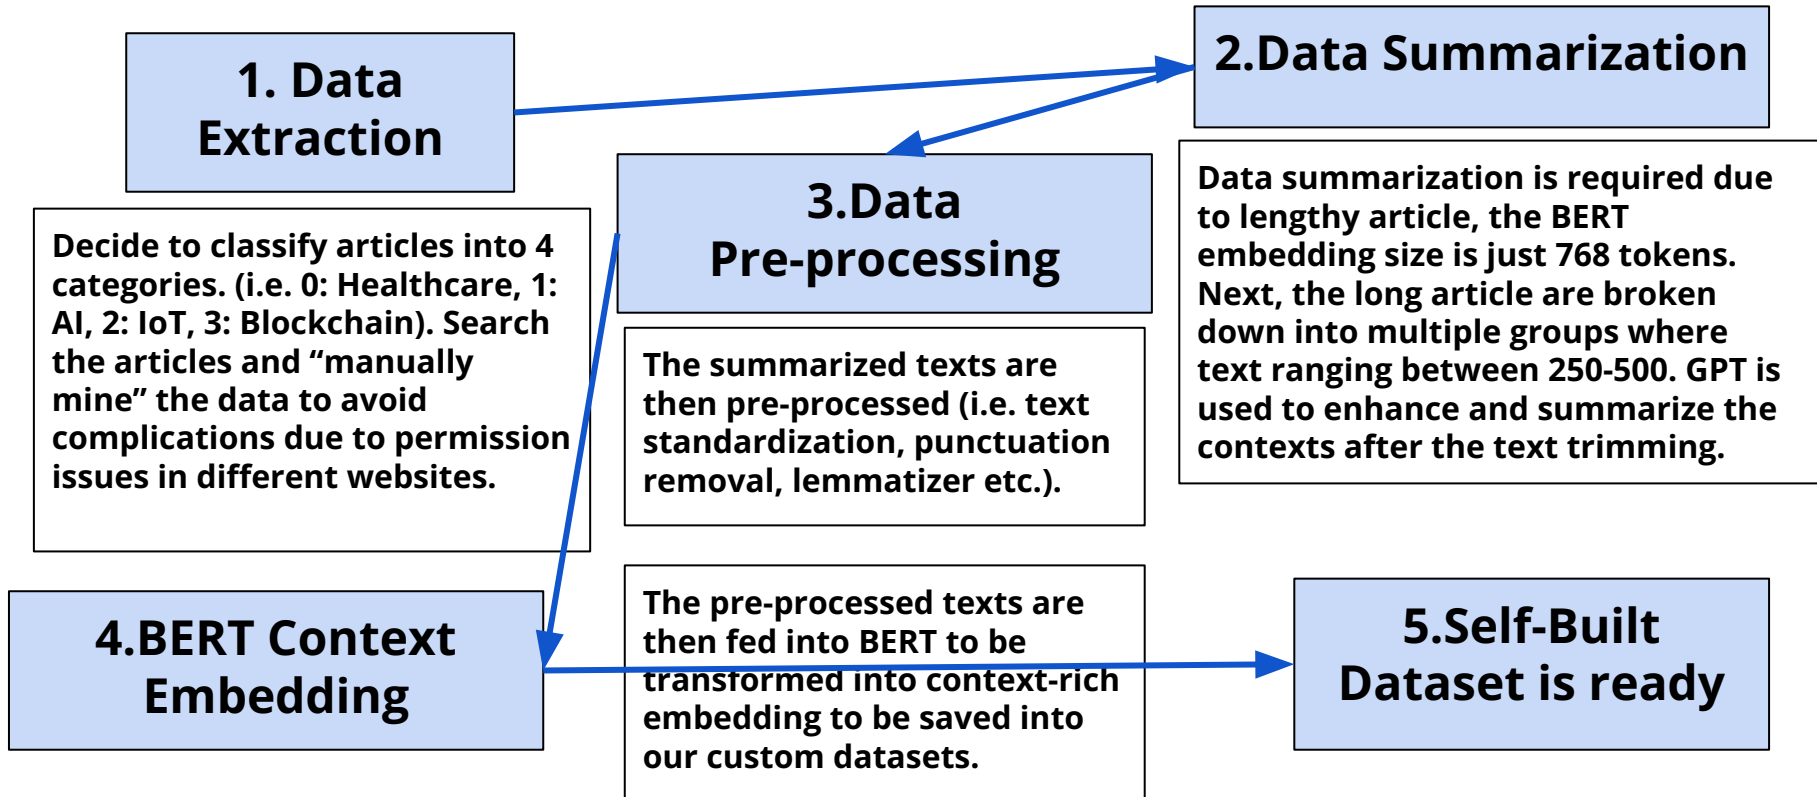 1. Data
Extraction
Decide to classify articles into 4
categories. (i.e. 0: Healthcare, 1:
AI, 2: IoT, 3: Blockchain). Search
the articles and “manually
mine” the data to avoid
complications due to permission
issues in different websites.
2.Data Summarization
Data summarization is required due
to lengthy article, the BERT
embedding size is just 768 tokens.
Next, the long article are broken
down into multiple groups where
text ranging between 250-500. GPT is
used to enhance and summarize the
contexts after the text trimming.
3.Data
Pre-processing
The summarized texts are
then pre-processed (i.e. text
standardization, punctuation
removal, lemmatizer etc.).
4.BERT Context
Embedding
The pre-processed texts are
then fed into BERT to be
transformed into context-rich
embedding to be saved into
our custom datasets.
5.Self-Built
Dataset is ready